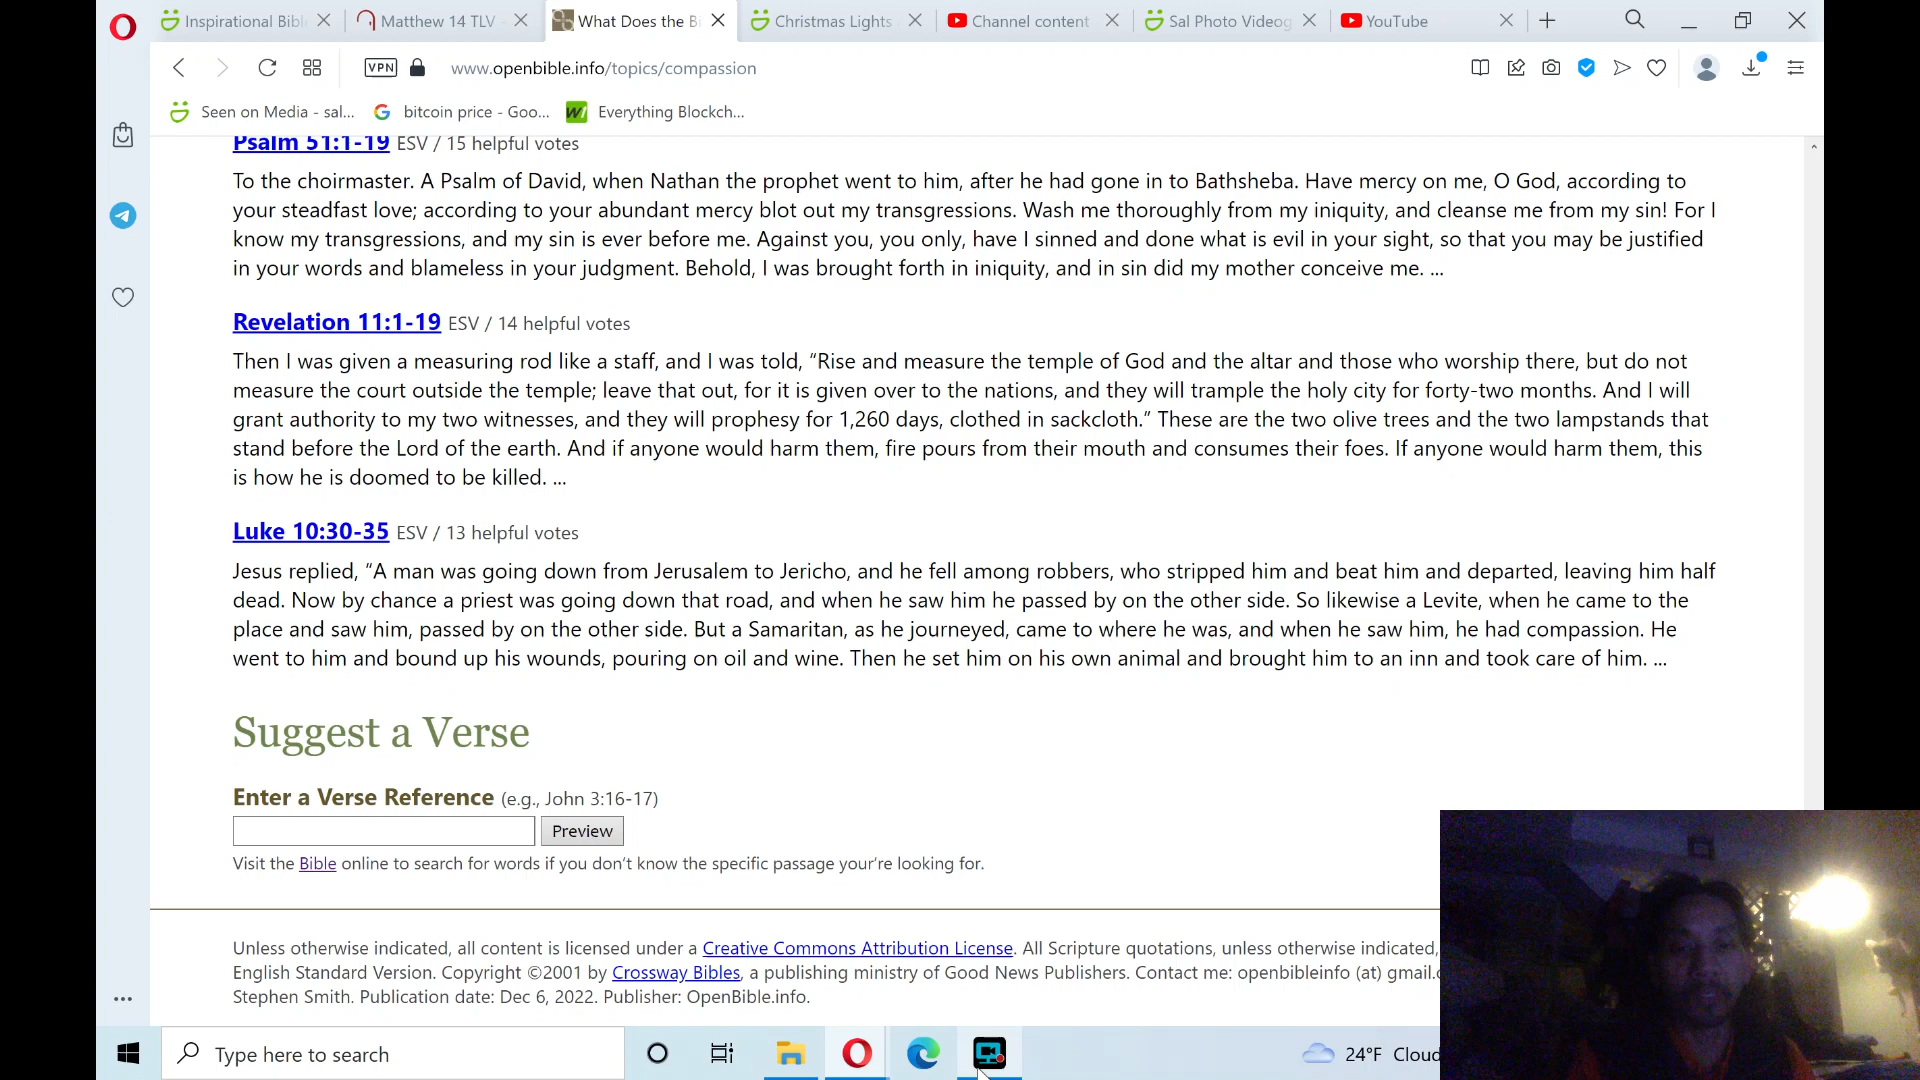 Inspirational Bibl
Matthew 14 TLV
What Does the B
Christmas Lights
Channel content
Sal Photo Videog
YouTube
VPN
www.openbible.info/topics/compassion
Seen on Media - sal...
bitcoin price - Goo...
Everything Blockch...
Psalm 51:1-19 ESV / 15 helpful votes
To the choirmaster. A Psalm of David, when Nathan the prophet went to him, after he had gone in to Bathsheba. Have mercy on me, O God, according to
your steadfast love; according to your abundant mercy blot out my transgressions. Wash me thoroughly from my iniquity, and cleanse me from my sin! For I
know my transgressions, and my sin is ever before me. Against you, you only, have I sinned and done what is evil in your sight, so that you may be justified
in your words and blameless in your judgment. Behold, I was brought forth in iniquity, and in sin did my mother conceive me. ...
Revelation 11:1-19 ESV / 14 helpful votes
Then I was given a measuring rod like a staff, and I was told, “Rise and measure the temple of God and the altar and those who worship there, but do not
measure the court outside the temple; leave that out, for it is given over to the nations, and they will trample the holy city for forty-two months. And I will
grant authority to my two witnesses, and they will prophesy for 1,260 days, clothed in sackcloth.” These are the two olive trees and the two lampstands that
stand before the Lord of the earth. And if anyone would harm them, fire pours from their mouth and consumes their foes. If anyone would harm them, this
is how he is doomed to be killed. ...
Luke 10:30-35 ESV / 13 helpful votes
Jesus replied, “A man was going down from Jerusalem to Jericho, and he fell among robbers, who stripped him and beat him and departed, leaving him half
dead. Now by chance a priest was going down that road, and when he saw him he passed by on the other side. So likewise a Levite, when he came to the
place and saw him, passed by on the other side. But a Samaritan, as he journeyed, came to where he was, and when he saw him, he had compassion. He
went to him and bound up his wounds, pouring on oil and wine. Then he set him on his own animal and brought him to an inn and took care of him. ...
Suggest a Verse
Enter a Verse Reference (e.g., John 3:16-17)
Preview
Visit the Bible online to search for words if you don’t know the specific passage your’re looking for.
Unless otherwise indicated, all content is licensed under a Creative Commons Attribution License. All Scripture quotations, unless otherwise indicated,
English Standard Version. Copyright ©2001 by Crossway Bibles, a publishing ministry of Good News Publishers. Contact me: openbibleinfo (at) gmail.c
Stephen Smith. Publication date: Dec 6, 2022. Publisher: OpenBible.info.
Type here to search
24°F Cloud